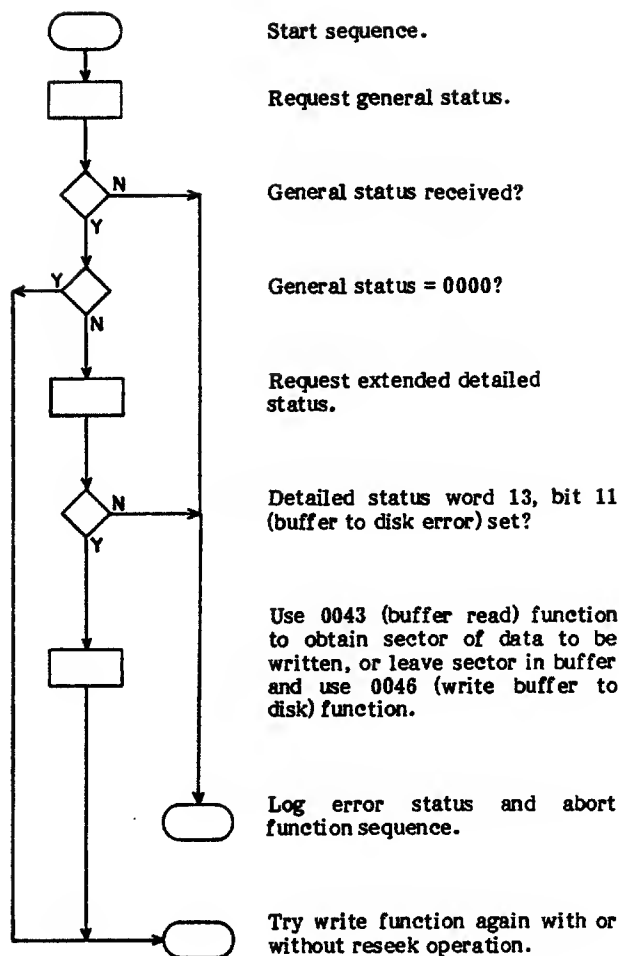 Start sequence.
Request general status.
N
General status received?
Y
Y
General status = 0000?
N
Request extended detailed
status.
N
Detailed status word 13, bit 11
(buffer to disk error) set?
Y
Use 0043 (buffer read) function
to obtain sector of data to be
written, or leave sector in buffer
and use 0046 (write buffer to
disk) function.
Log error status and abort
function sequence.
Try write function again with or
without reseek operation.